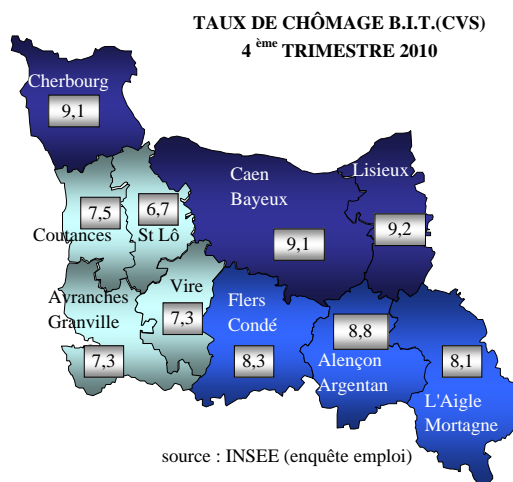 TAUX DE CHÔMAGE B.I.T.(CVS)
4 ème TRIMESTRE 2010
Cherbourg
9,1
Caen
Bayeux
9,1
Lisieux
9,2
7,5
Coutances
6,7
St Lô
Avranches
Granville
7,3
Vire
7,3
Flers
Condé
8,3
8,8
Alençon
Argentan
8,1
L'Aigle
Mortagne
source : INSEE (enquête emploi)